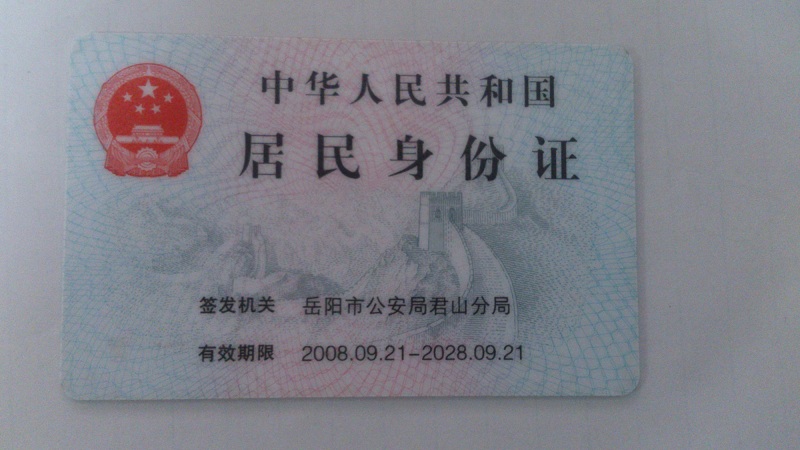 中华人民共和国
居民身份证
签发机关 岳阳市公安局君山分局
有效期限 2008.09.21-2028.09.21